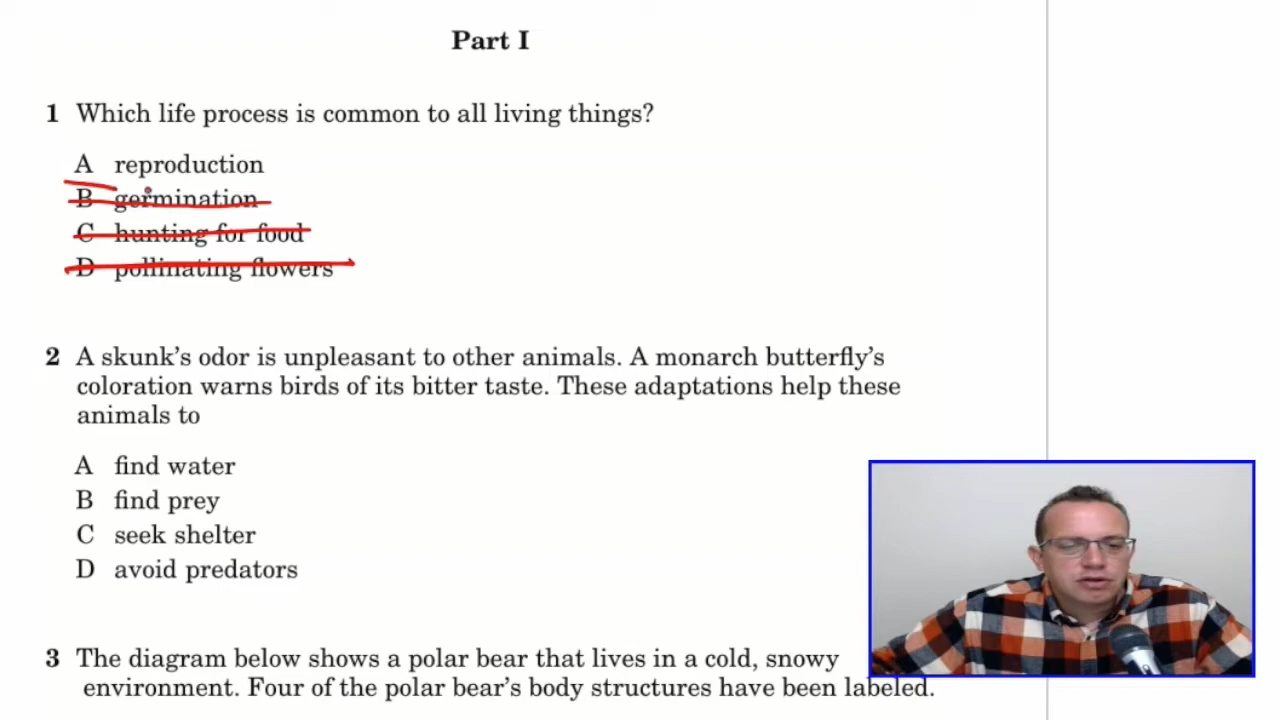 Part I
1 Which life process is common to all living things?
A reproduction
B germination
C hunting for food
D pollinating flowers
2 A skunk's odor is unpleasant to other animals. A monarch butterfly's
coloration warns birds of its bitter taste. These adaptations help these
animals to
A find water
B find prey
C seek shelter
D avoid predators
3 The diagram below shows a polar bear that lives in a cold, snowy
environment. Four of the polar bear's body structures have been labeled.